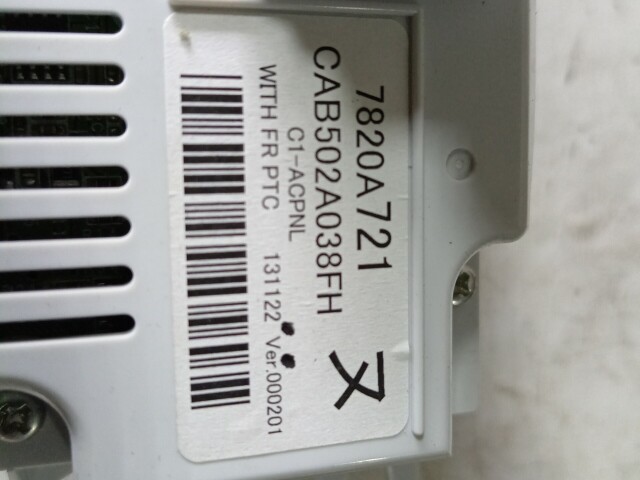 7820A721
CAB502A038FH
C1-ACPNL
WITH FR PTC 131122 Ver.000201
ヌ